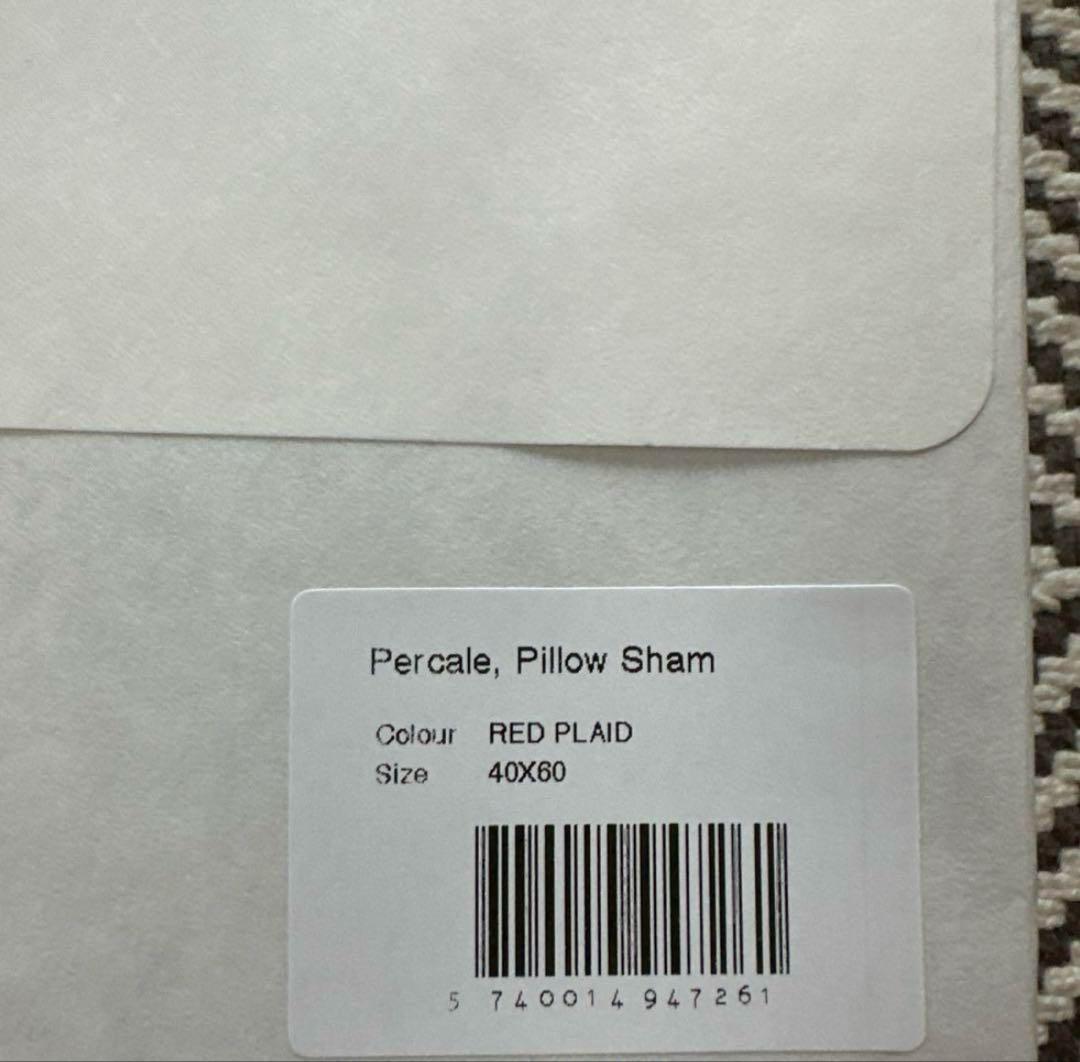 Percale, Pillow Sham
Colour RED PLAID
Size 40X60
5 740014 947261